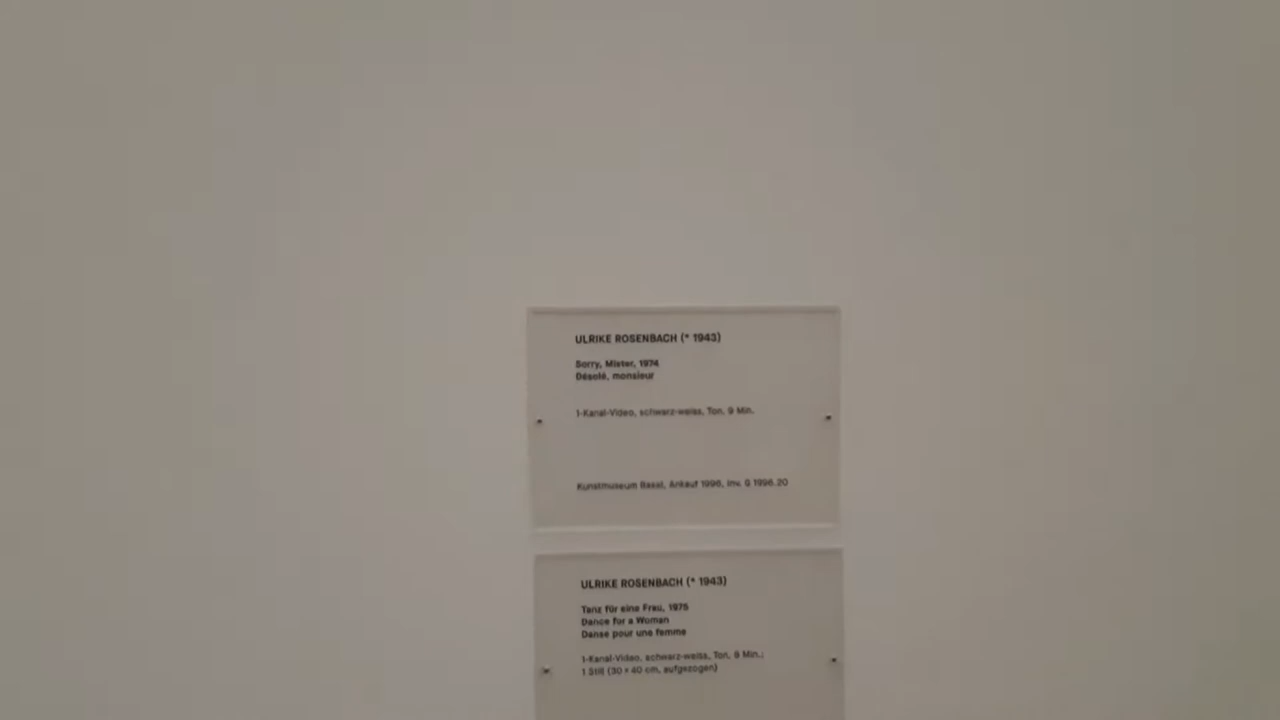 ULRIKE ROSENBACH (* 1943)
Sorry, Mister, 1974
Désolé, monsieur
1-Kanal-Video, schwarz-weiss, Ton, 9 Min.
Kunstmuseum Basel, Ankauf 1996, Inv. G 1996.20
ULRIKE ROSENBACH (* 1943)
Tanz für eine Frau, 1975
Dance for a Woman
Danse pour une femme
1-Kanal-Video, schwarz-weiss, Ton, 8 Min.;
1 Still (30 × 40 cm, aufgezogen)